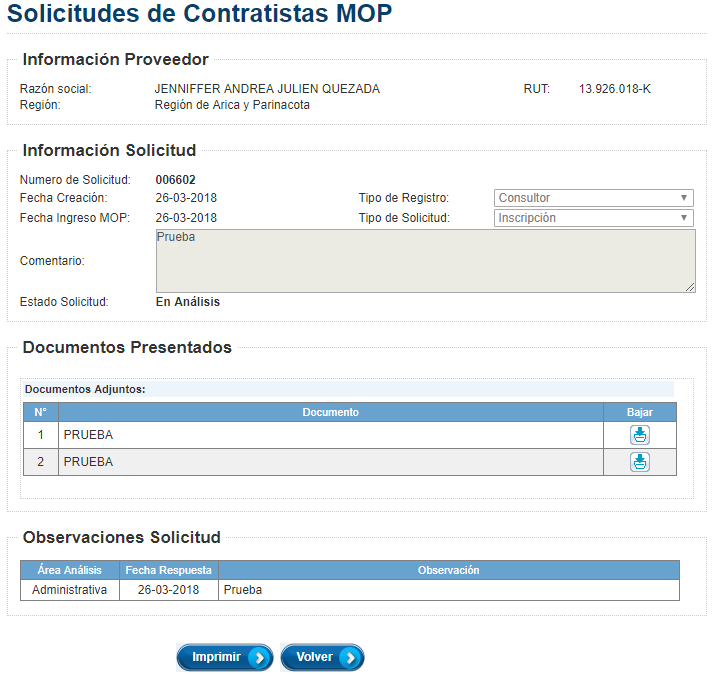 Solicitudes de Contratistas MOP
Información Proveedor
Razón social: JENNIFFER ANDREA JULIEN QUEZADA RUT: 13.926.018-K
Región: Región de Arica y Parinacota
Información Solicitud
Numero de Solicitud: 006602
Fecha Creación: 26-03-2018 Tipo de Registro: Consultor
Fecha Ingreso MOP: 26-03-2018 Tipo de Solicitud: Inscripción
Prueba
Comentario:
Estado Solicitud: En Análisis
Documentos Presentados
Documentos Adjuntos:
N° Documento Bajar
1 PRUEBA
2 PRUEBA
Observaciones Solicitud
Área Análisis Fecha Respuesta Observación
Administrativa 26-03-2018 Prueba
Imprimir Volver